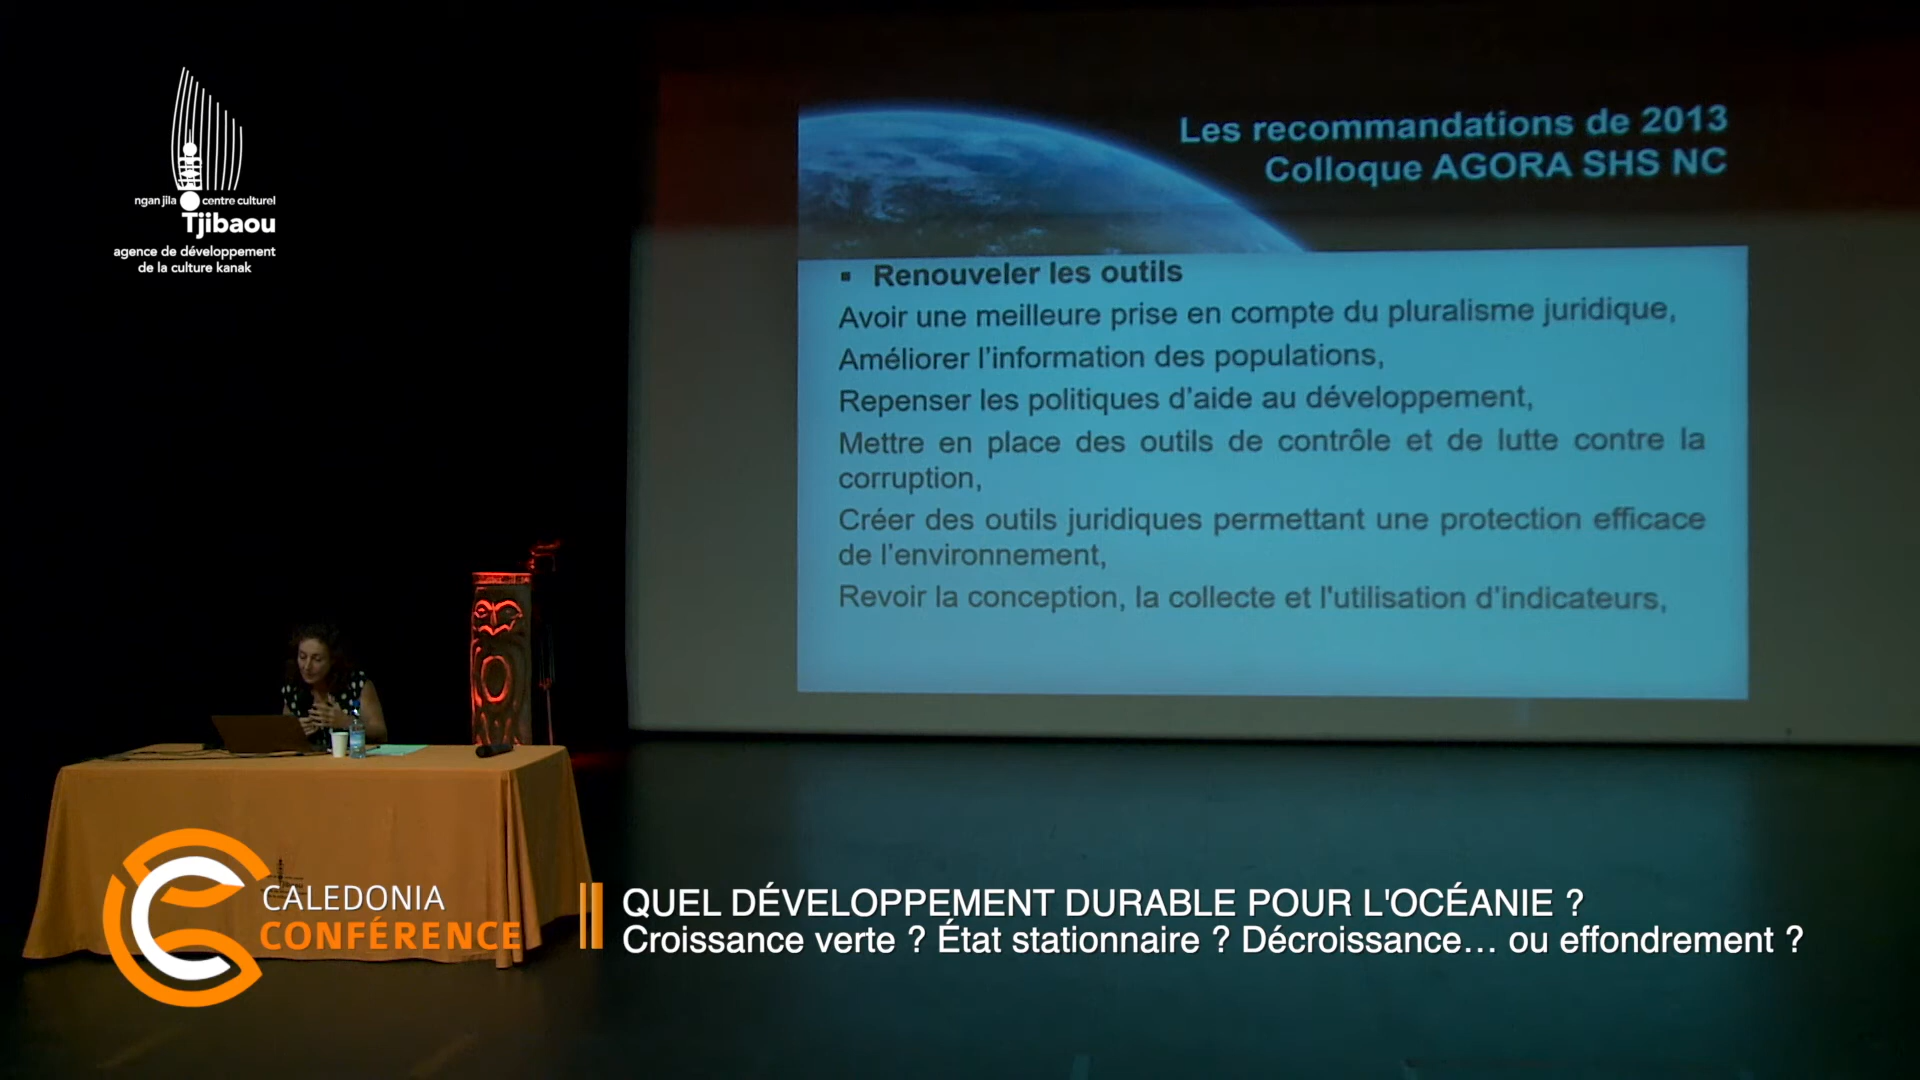 ngan jila centre culturel
Tjibaou
agence de développement
de la culture kanak
Les recommandations de 2013
Colloque AGORA SHS NC
▪ Renouveler les outils
Avoir une meilleure prise en compte du pluralisme juridique,
Améliorer l'information des populations,
Repenser les politiques d'aide au développement,
Mettre en place des outils de contrôle et de lutte contre la
corruption,
Créer des outils juridiques permettant une protection efficace
de l'environnement,
Revoir la conception, la collecte et l'utilisation d'indicateurs,
CALEDONIA
CONFÉRENCE
QUEL DÉVELOPPEMENT DURABLE POUR L'OCÉANIE ?
Croissance verte ? État stationnaire ? Décroissance… ou effondrement ?